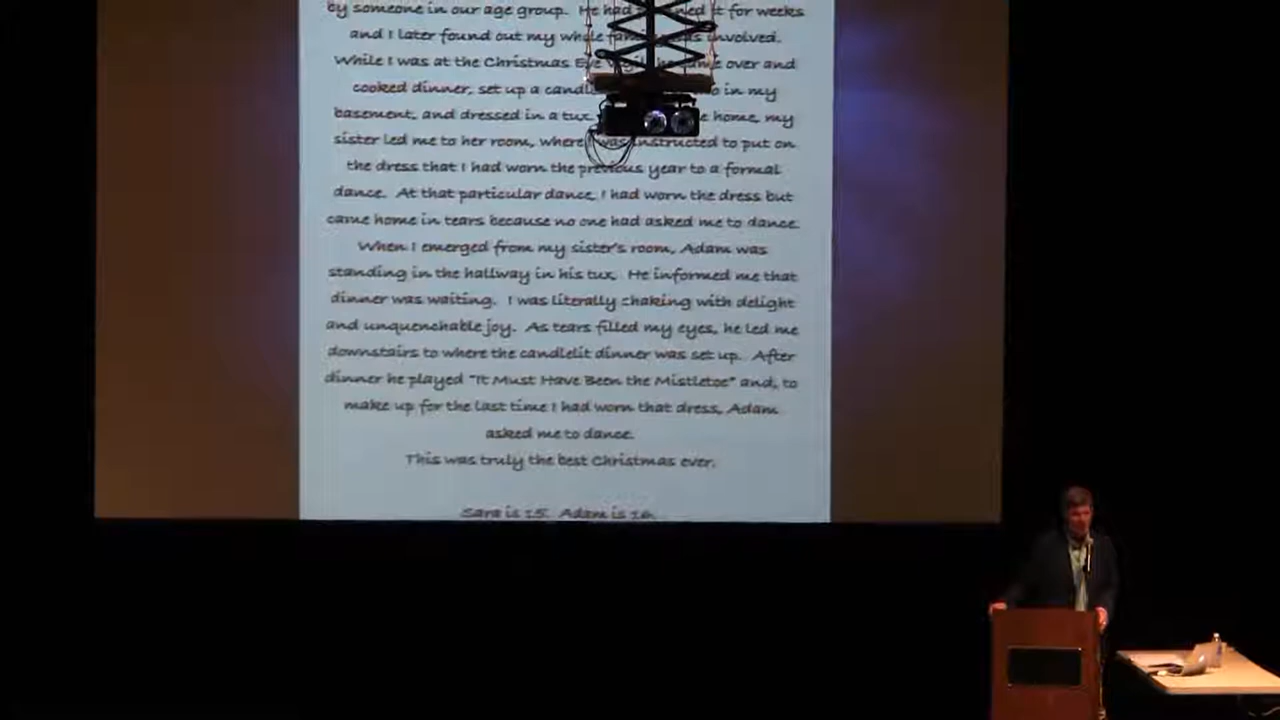 by someone in our age group. He had it for weeks
and I later found out my whole involved.
While I was at the Christmas Eve came over and
cooked dinner, set up a in my
basement, and dressed in a tux. home, my
sister led me to her room, where I was instructed to put on
the dress that I had worn the previous year to a formal
dance. At that particular dance, I had worn the dress but
came home in tears because no one had asked me to dance.
When I emerged from my sister's room, Adam was
standing in the hallway in his tux. He informed me that
dinner was waiting. I was literally shaking with delight
and unquenchable joy. As tears filled my eyes, he led me
downstairs to where the candlelit dinner was set up. After
dinner he played "It Must Have Been the Mistletoe" and, to
make up for the last time I had worn that dress, Adam
asked me to dance.
This was truly the best Christmas ever.
Sara is 15. Adam is 16.